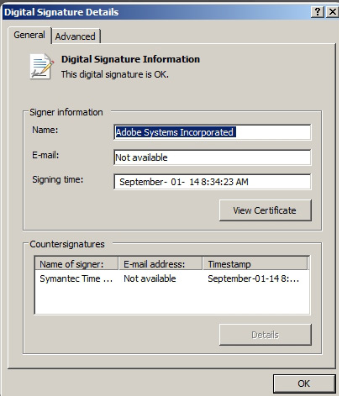 Digital Signature Details
General Advanced
Digital Signature Information
This digital signature is OK.
Signer information
Name: Adobe Systems Incorporated
E-mail: Not available
Signing time: September- 01- 14 8:34:23 AM
View Certificate
Countersignatures
Name of signer: E-mail address: Timestamp
Symantec Time ... Not available September-01-14 8:...
Details
OK